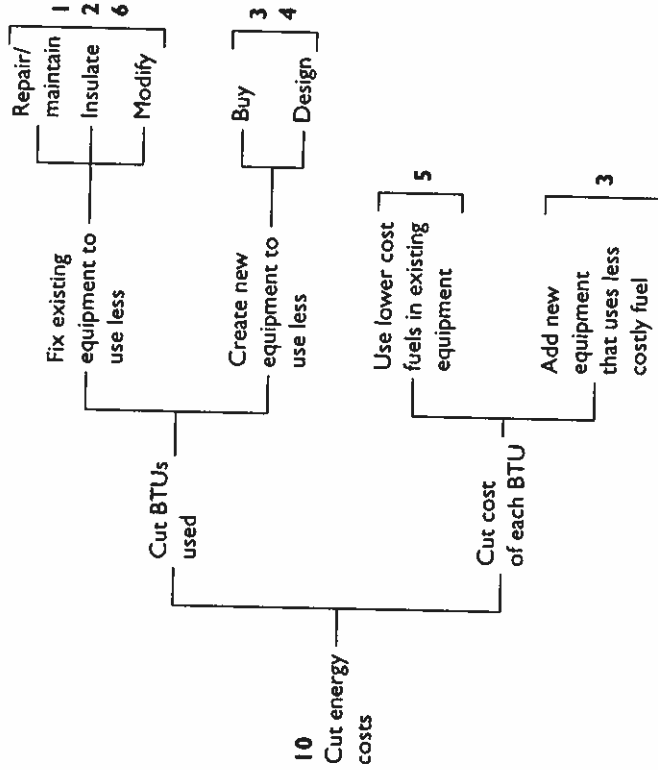 10
Cut energy
costs
Cut BTUs
used
Cut cost
of each BTU
Fix existing
equipment to
use less
Create new
equipment to
use less
Use lower cost
fuels in existing
equipment
Add new
equipment
that uses less
costly fuel
Repair/
maintain
Insulate
Modify
Buy
Design
1
2
6
3
4
5
3